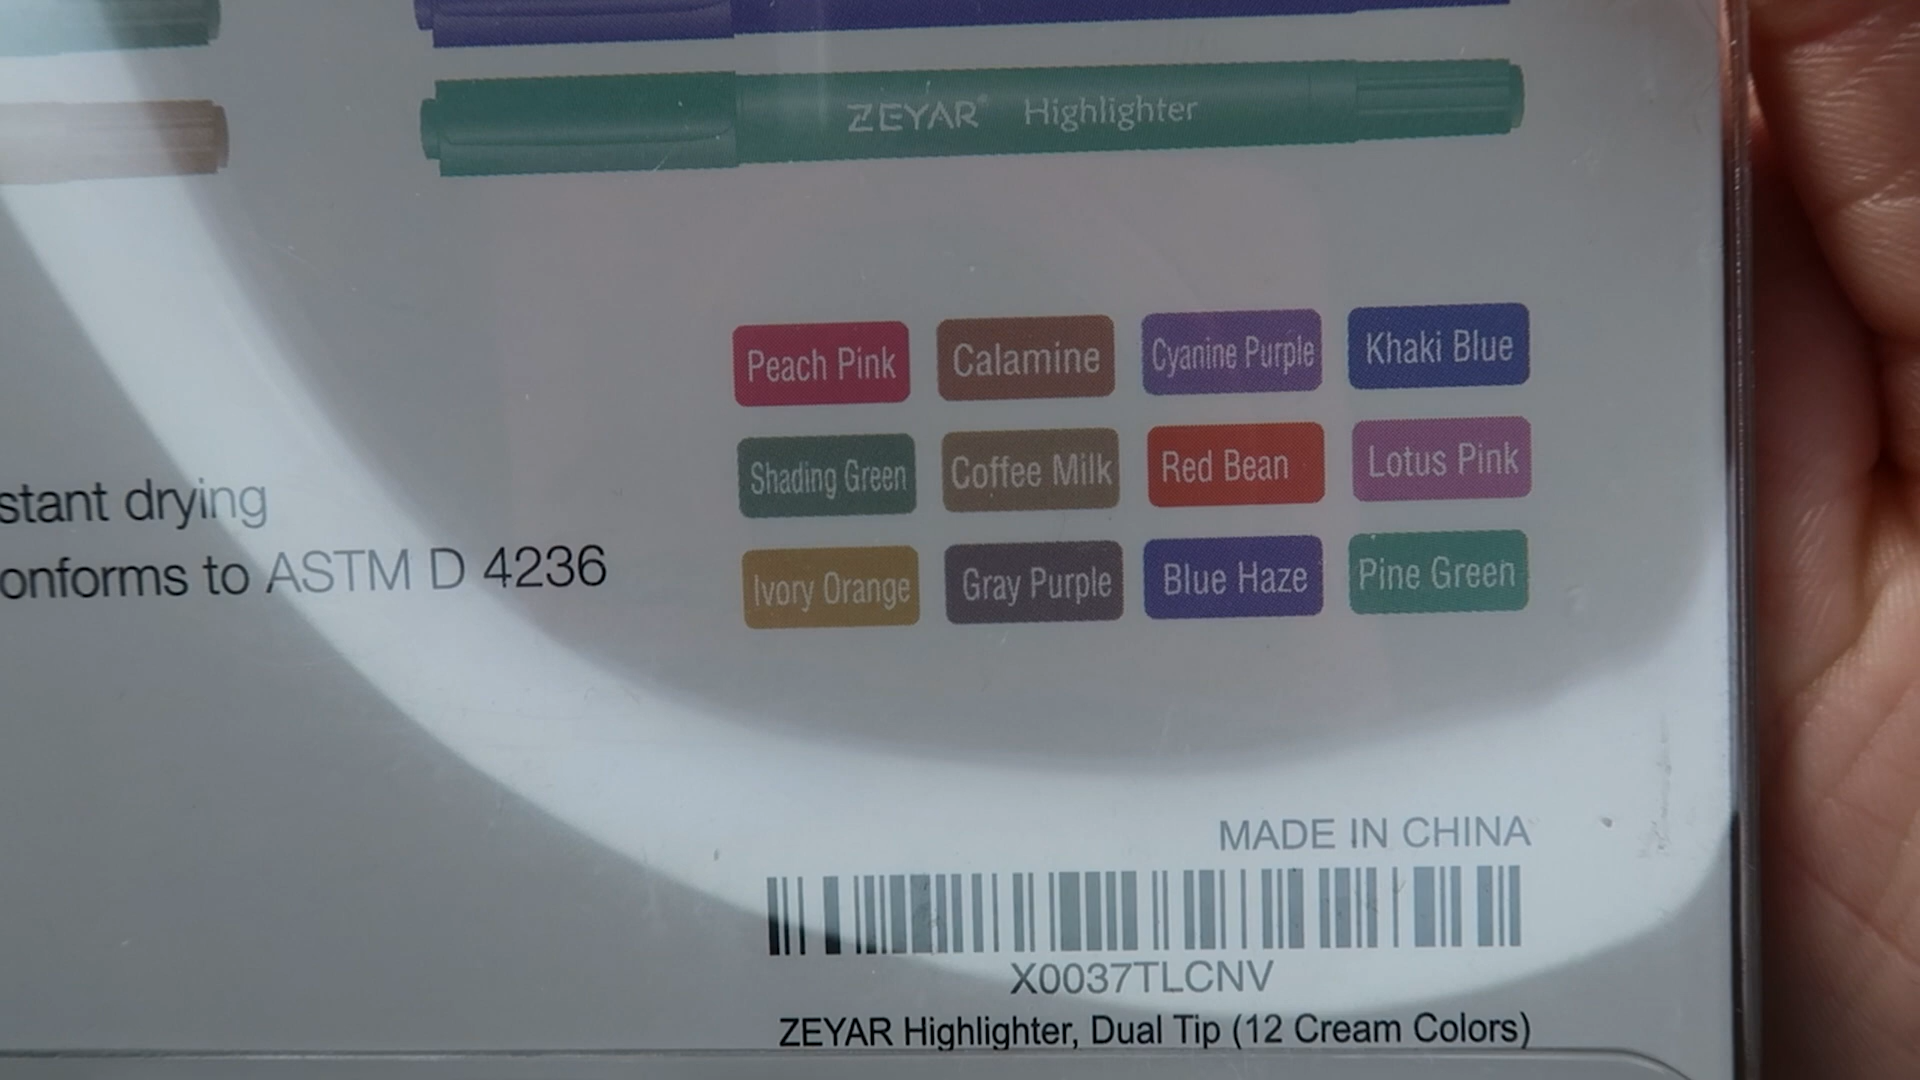 ZEYAR® Highlighter
Peach Pink Calamine Cyanine Purple Khaki Blue
Shading Green Coffee Milk Red Bean Lotus Pink
Ivory Orange Gray Purple Blue Haze Pine Green
stant drying
onforms to ASTM D 4236
MADE IN CHINA
X0037TLCNV
ZEYAR Highlighter, Dual Tip (12 Cream Colors)